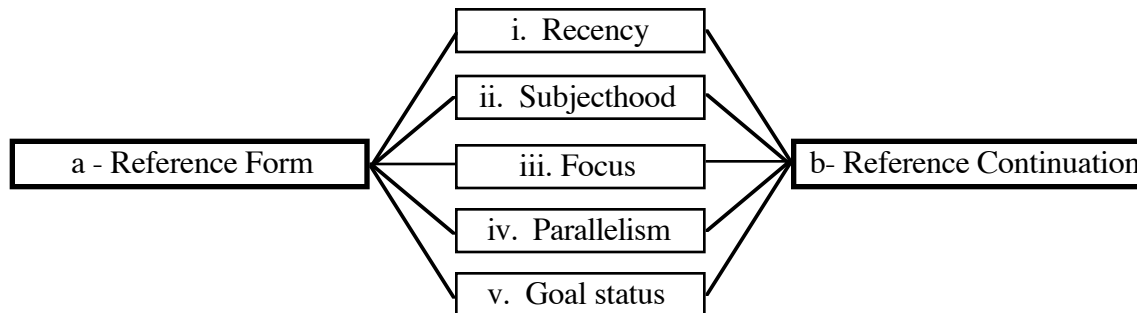 i. Recency
ii. Subjecthood
a - Reference Form
iii. Focus
b- Reference Continuation
iv. Parallelism
v. Goal status